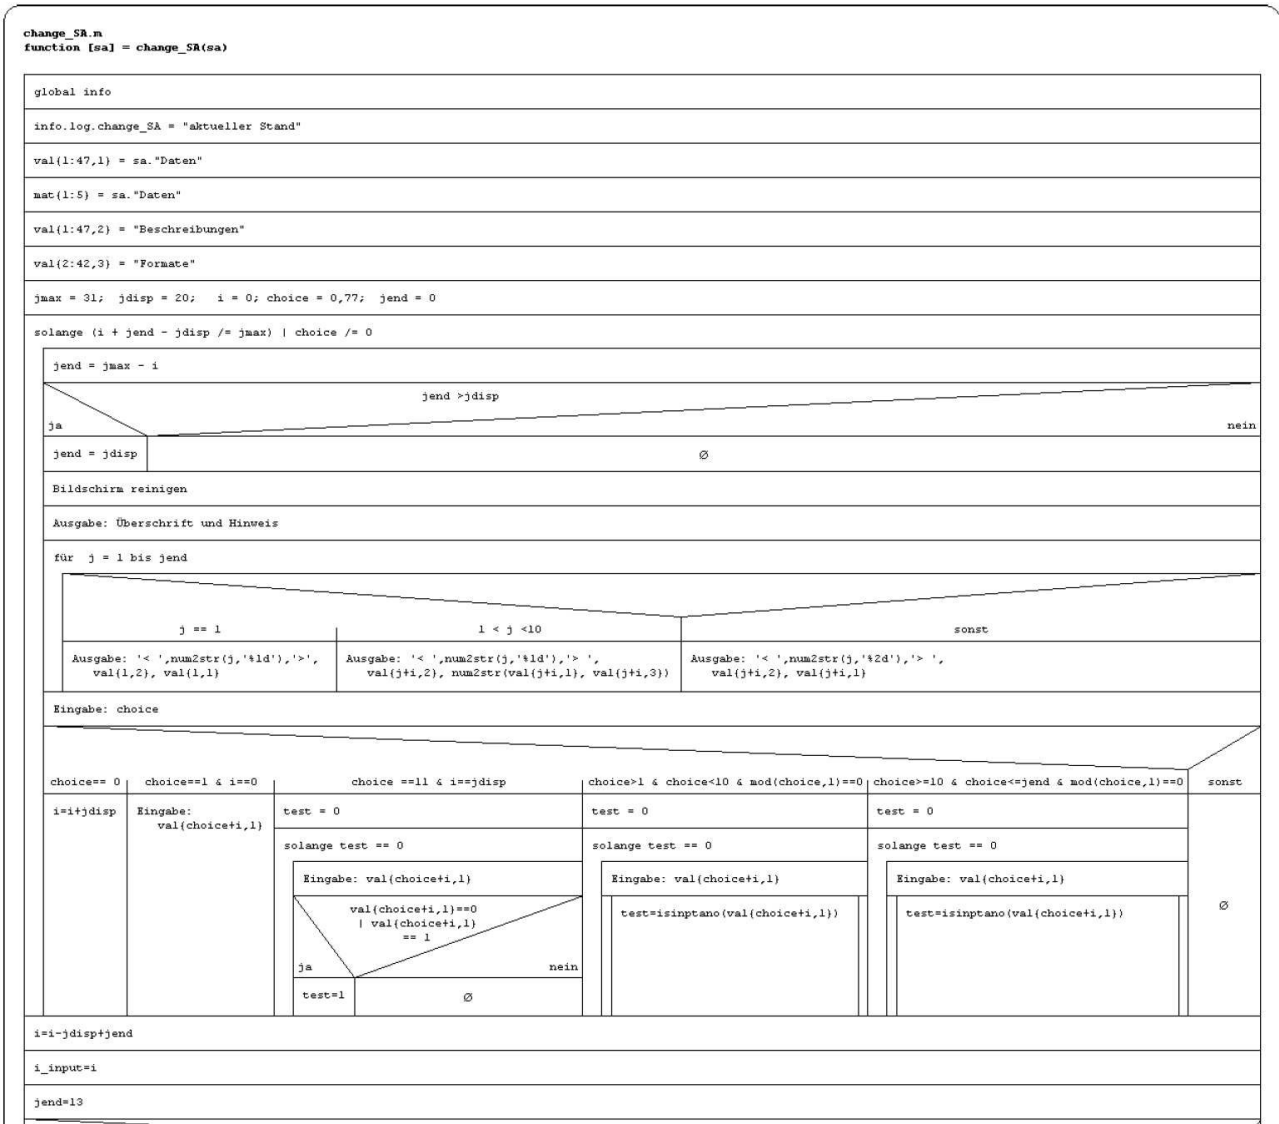 change_SA.m
function [sa] = change_SA(sa)
global info
info.log.change_SA = "aktueller Stand"
val{1:47,1} = sa."Daten"
mat{1:5} = sa."Daten"
val{1:47,2} = "Beschreibungen"
val{2:42,3} = "Formate"
jmax = 31;  jdisp = 20;   i = 0; choice = 0,77;  jend = 0
solange (i + jend - jdisp /= jmax) | choice /= 0
jend = jmax - i
jend >jdisp
ja
nein
jend = jdisp
Ø
Bildschirm reinigen
Ausgabe: Überschrift und Hinweis
für  j = 1 bis jend
j == 1
1 < j <10
sonst
Ausgabe: '< ',num2str(j,'%1d'),'>',
val{1,2}, val{1,1}
Ausgabe: '< ',num2str(j,'%1d'),'> ',
val{j+i,2}, num2str(val{j+i,1}, val{j+i,3})
Ausgabe: '< ',num2str(j,'%2d'),'> ',
val{j+i,2}, val{j+i,1}
Eingabe: choice
choice== 0
choice==1 & i==0
choice ==11 & i==jdisp
choice>1 & choice<10 & mod(choice,1)==0
choice>=10 & choice<=jend & mod(choice,1)==0
sonst
i=i+jdisp
Eingabe:
val{choice+i,1}
test = 0
solange test == 0
Eingabe: val{choice+i,1}
val{choice+i,1}==0
| val{choice+i,1}
== 1
ja
nein
test=1
Ø
test = 0
solange test == 0
Eingabe: val{choice+i,1}
test=isinptano(val{choice+i,1})
test = 0
solange test == 0
Eingabe: val{choice+i,1}
test=isinptano(val{choice+i,1})
Ø
i=i-jdisp+jend
i_input=i
jend=13